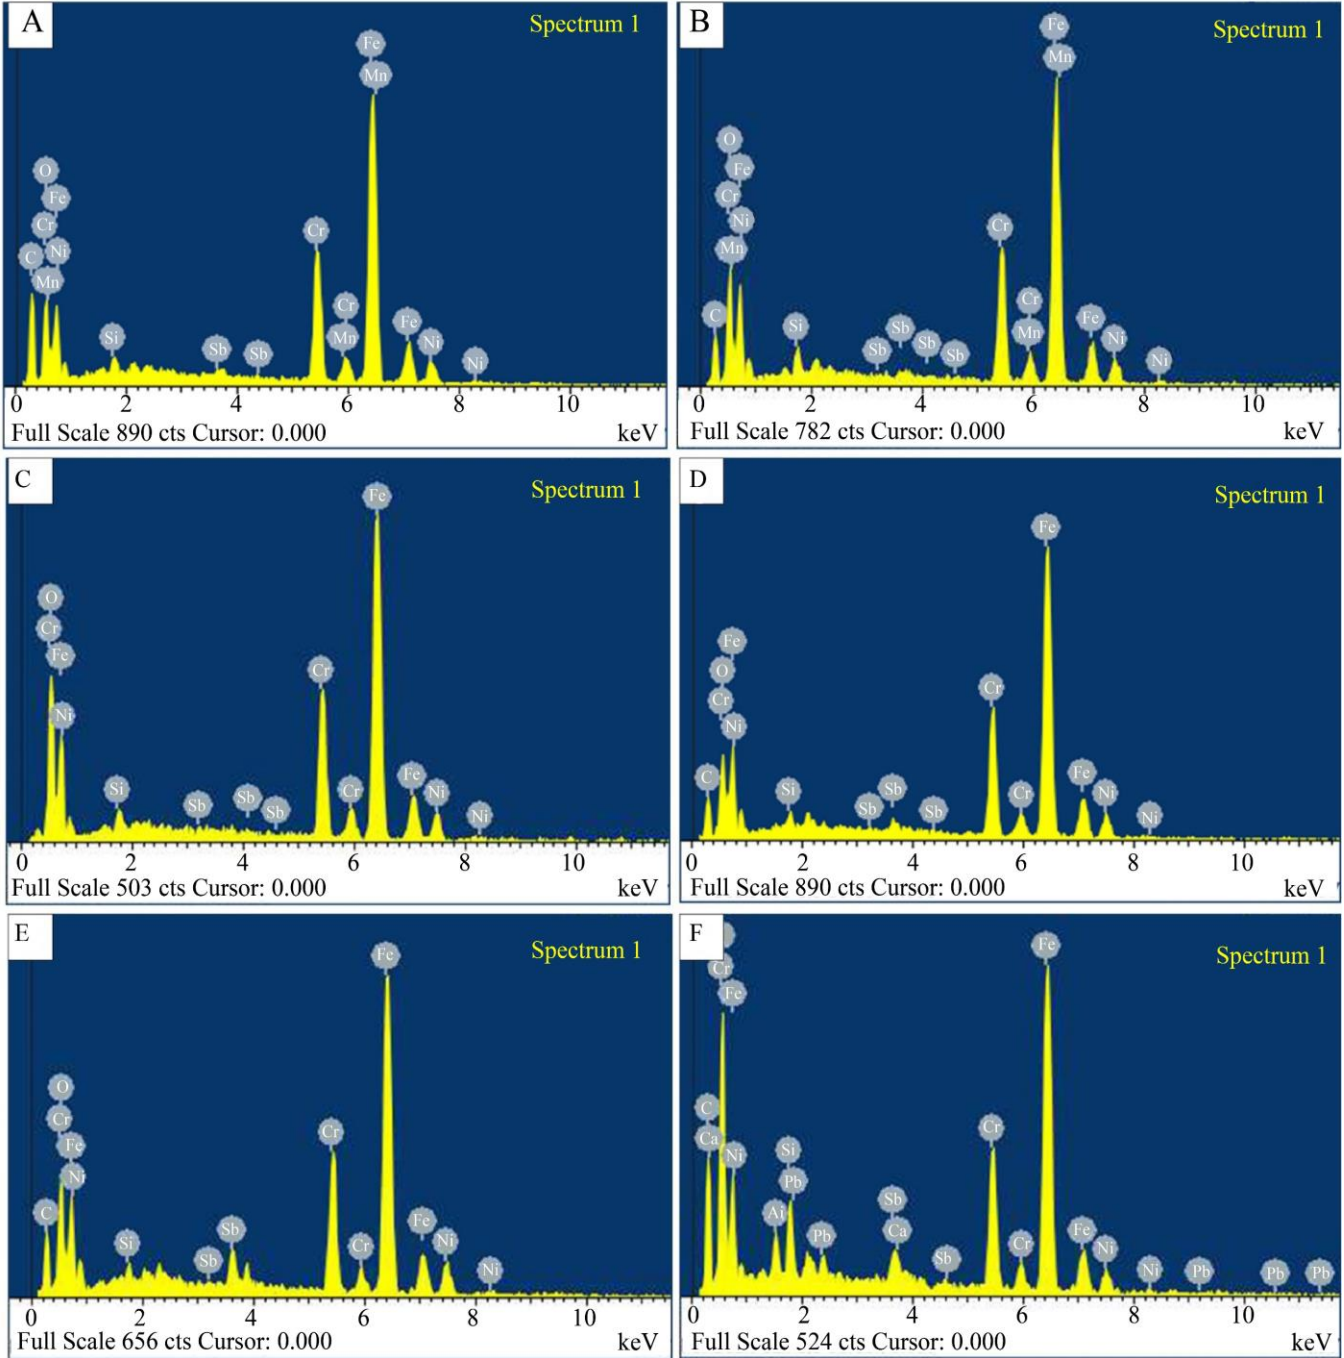 A
Spectrum 1
Fe
Mn
O
Fe
Cr
Ni
C
Mn
Cr
Cr
Mn
Fe
Ni
Ni
Si
Sb
Sb
0 2 4 6 8 10
Full Scale 890 cts Cursor: 0.000 keV
B
Spectrum 1
Fe
Mn
O
Fe
Cr
Ni
Mn
C
Si
Sb
Sb
Sb
Sb
Cr
Cr
Mn
Fe
Ni
Ni
0 2 4 6 8 10
Full Scale 782 cts Cursor: 0.000 keV
C
Spectrum 1
Fe
O
Cr
Fe
Ni
Si
Sb
Sb
Sb
Cr
Cr
Fe
Ni
Ni
0 2 4 6 8 10
Full Scale 503 cts Cursor: 0.000 keV
D
Spectrum 1
Fe
Fe
O
Cr
Ni
C
Si
Sb
Sb
Sb
Cr
Cr
Fe
Ni
Ni
0 2 4 6 8 10
Full Scale 890 cts Cursor: 0.000 keV
E
Spectrum 1
Fe
O
Cr
Fe
Ni
C
Si
Sb
Sb
Cr
Cr
Fe
Ni
Ni
0 2 4 6 8 10
Full Scale 656 cts Cursor: 0.000 keV
F
Spectrum 1
Cr
Fe
C
Ca
Ni
Si
Pb
Ai
Pb
Sb
Ca
Sb
Cr
Cr
Fe
Fe
Ni
Ni
Pb
Pb
Pb
0 2 4 6 8 10
Full Scale 524 cts Cursor: 0.000 keV